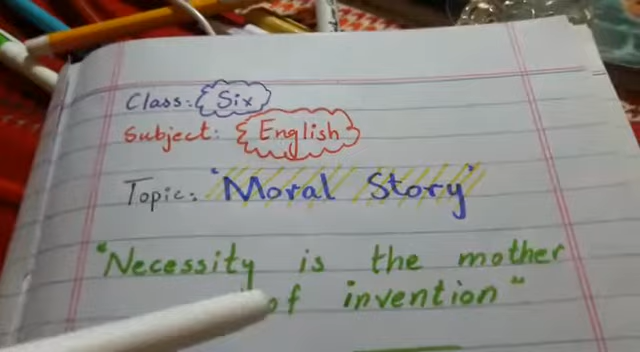 Class: Six
Subject: English
Topic: "Moral Story"
"Necessity is the mother
of invention"